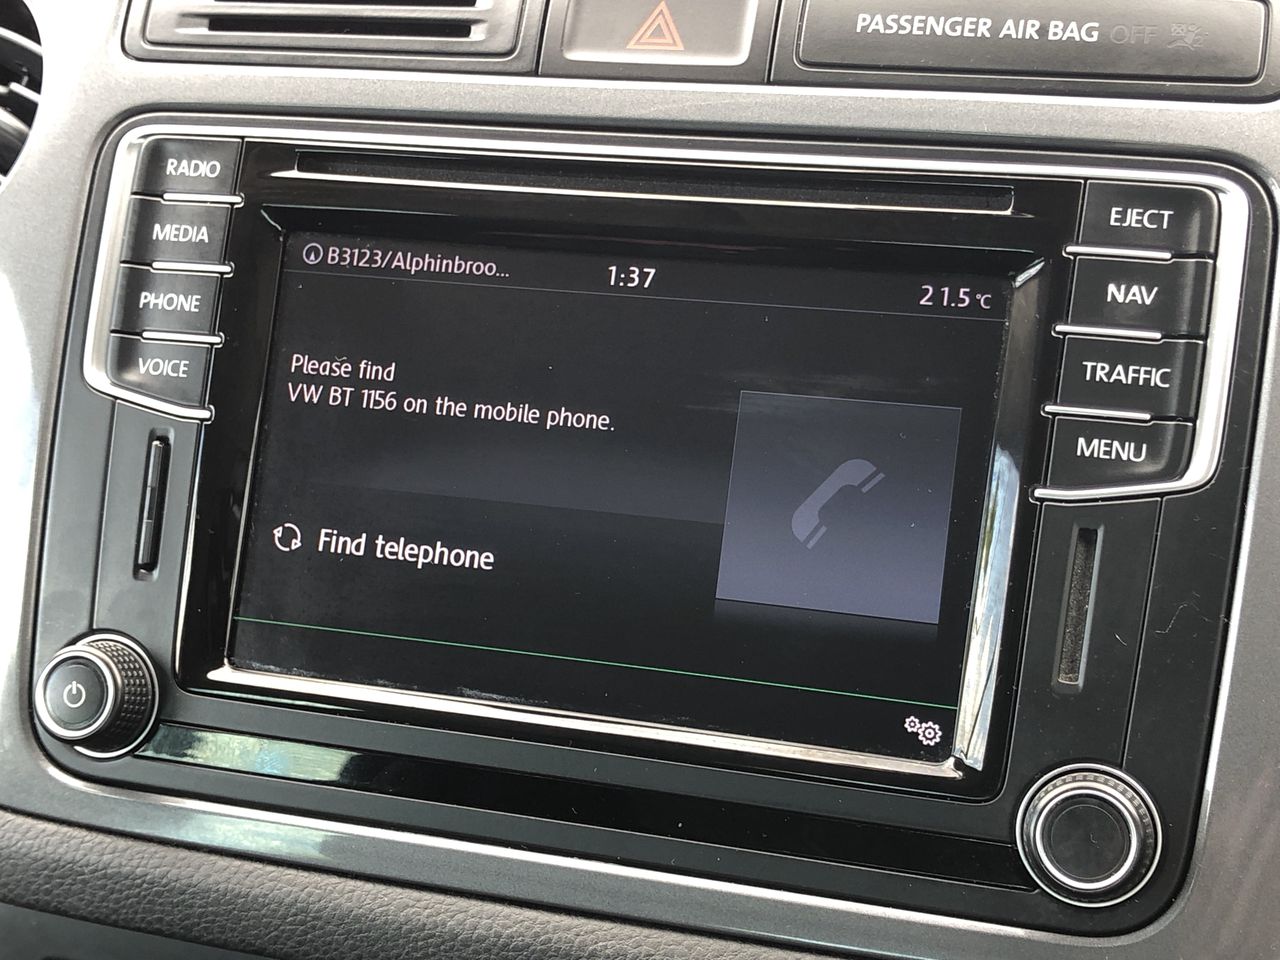 PASSENGER AIR BAG OFF
RADIO
MEDIA
PHONE
VOICE
B3123/Alphinbroo...
1:37
21.5°C
Please find
VW BT 1156 on the mobile phone.
Find telephone
EJECT
NAV
TRAFFIC
MENU